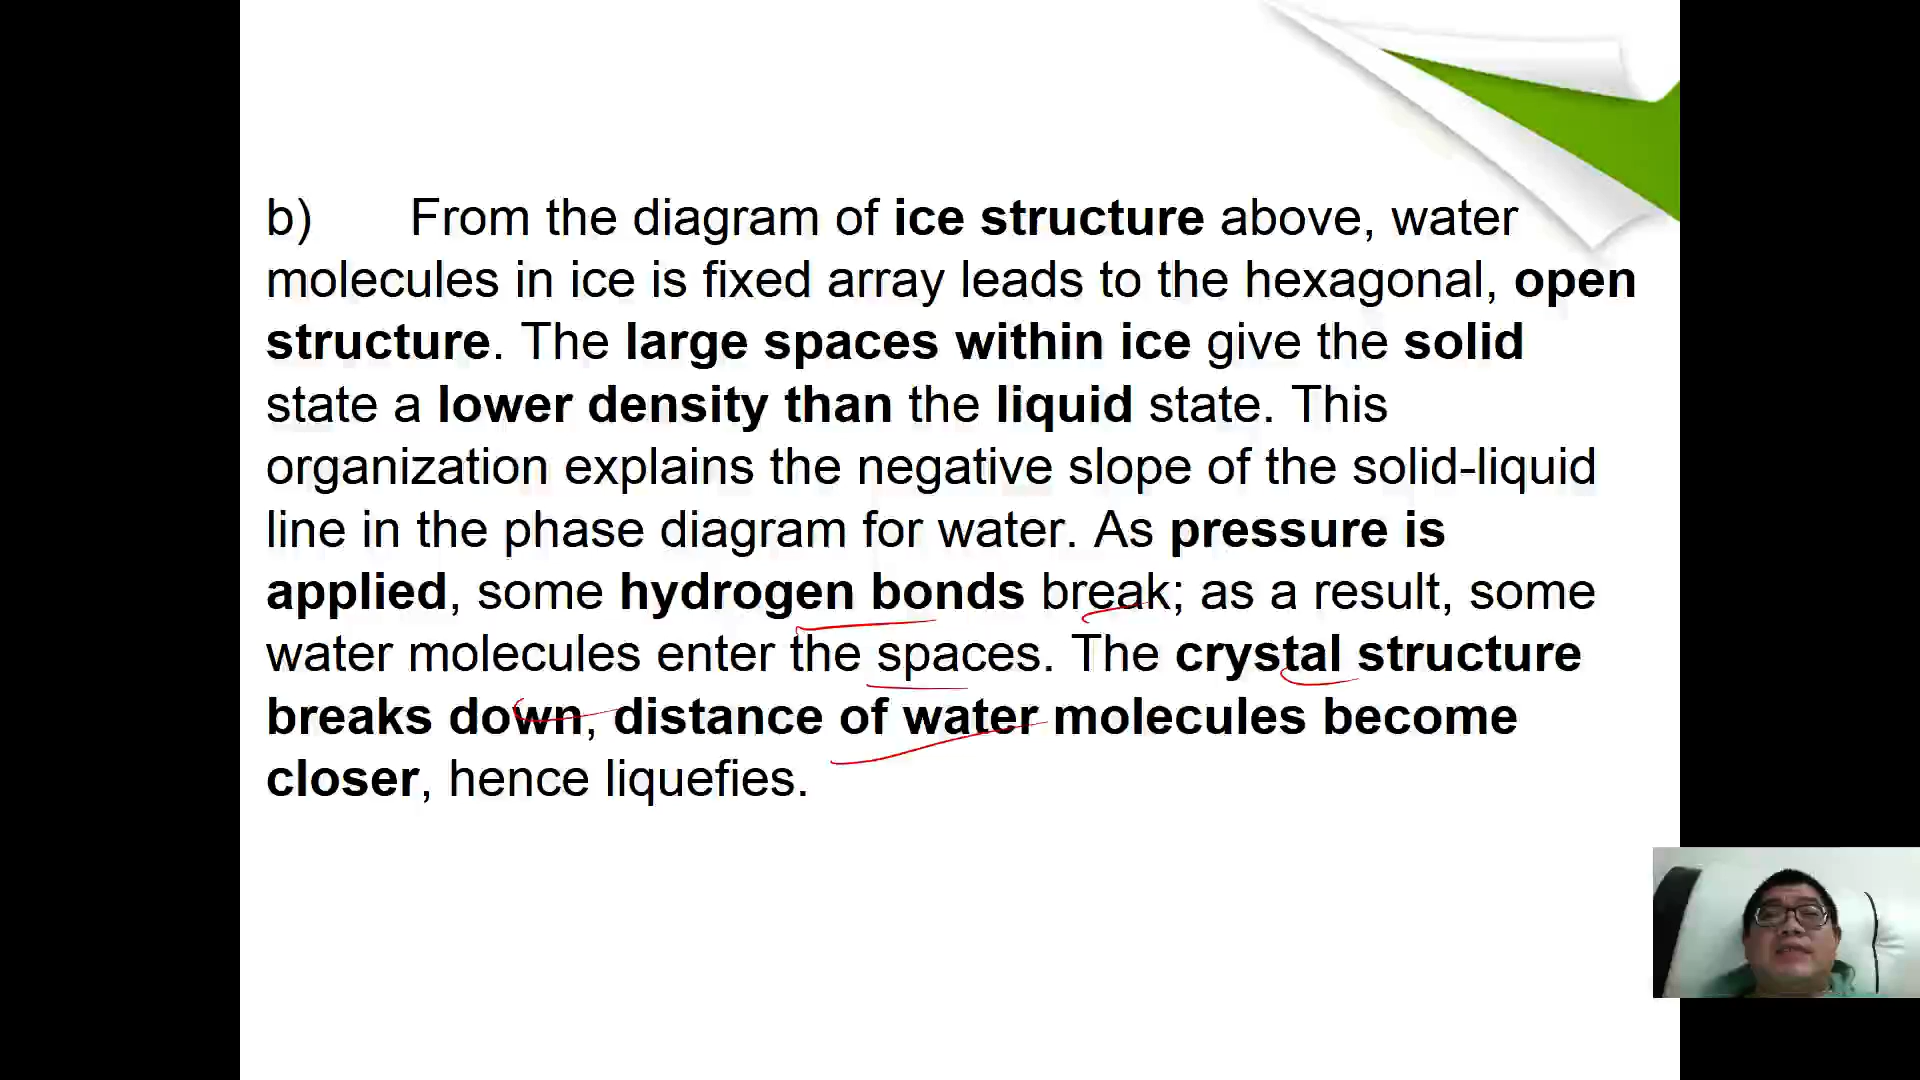 b) From the diagram of ice structure above, water
molecules in ice is fixed array leads to the hexagonal, open
structure. The large spaces within ice give the solid
state a lower density than the liquid state. This
organization explains the negative slope of the solid-liquid
line in the phase diagram for water. As pressure is
applied, some hydrogen bonds break; as a result, some
water molecules enter the spaces. The crystal structure
breaks down, distance of water molecules become
closer, hence liquefies.